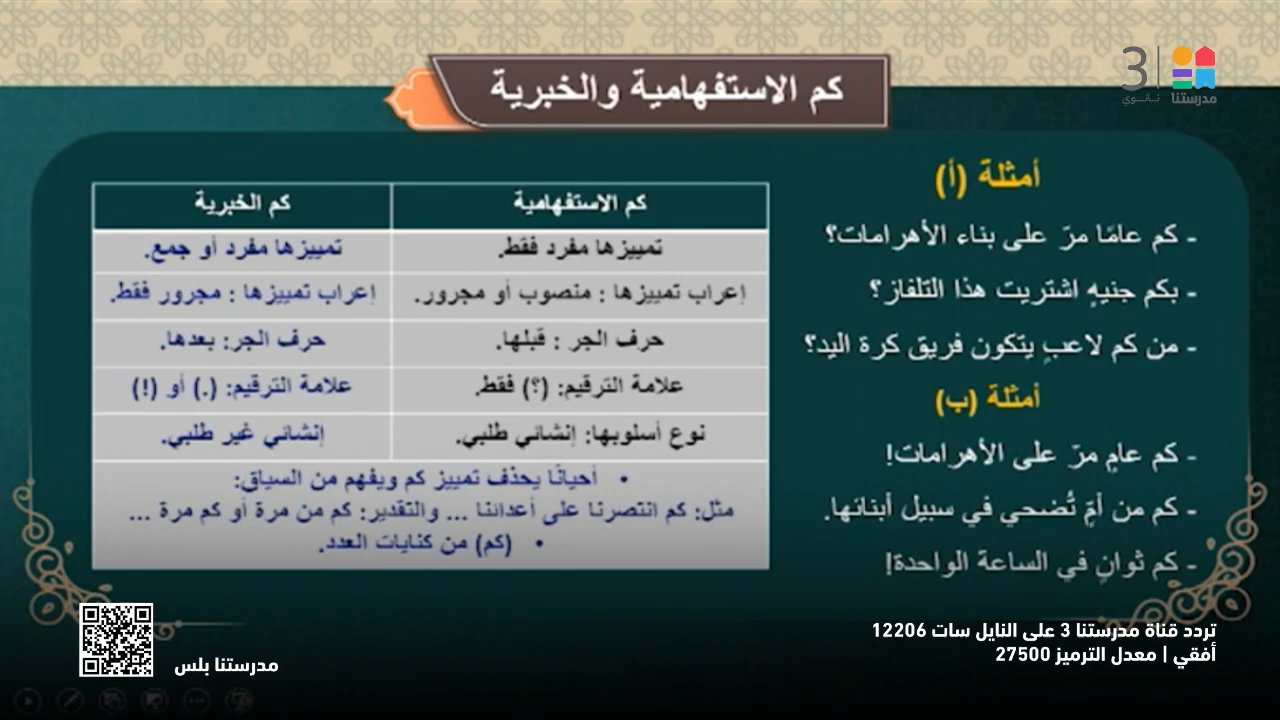 3
مدرستنا
ثانوي
كم الاستفهامية والخبرية
أمثلة (أ)
- كم عامًا مرّ على بناء الأهرامات؟
- بكم جنيهٍ اشتريت هذا التلفاز؟
- من كم لاعبٍ يتكون فريق كرة اليد؟
أمثلة (ب)
- كم عامٍ مرّ على الأهرامات!
- كم من أمٍّ تُضحي في سبيل أبنائها.
- كم ثوانٍ في الساعة الواحدة!
كم الاستفهامية
كم الخبرية
تمييزها مفرد فقط.
تمييزها مفرد أو جمع.
إعراب تمييزها : منصوب أو مجرور.
إعراب تمييزها : مجرور فقط.
حرف الجر : قبلها.
حرف الجر: بعدها.
علامة الترقيم: (؟) فقط.
علامة الترقيم: (.) أو (!)
نوع أسلوبها: إنشائي طلبي.
إنشائي غير طلبي.
• أحيانًا يحذف تمييز كم ويفهم من السياق:
مثل: كم انتصرنا على أعدائنا ... والتقدير: كم من مرة أو كم مرة ...
• (كم) من كنايات العدد.
تردد قناة مدرستنا 3 على النايل سات 12206
أفقي | معدل الترميز 27500
مدرستنا بلس